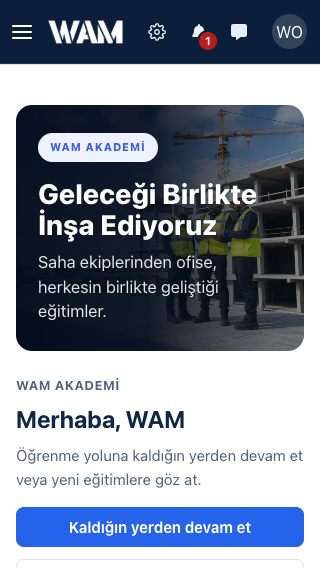 WAM
1
WO
WAM AKADEMİ
Geleceği Birlikte
İnşa Ediyoruz
Saha ekiplerinden ofise,
herkesin birlikte geliştiği
eğitimler.
WAM AKADEMİ
Merhaba, WAM
Öğrenme yoluna kaldığın yerden devam et
veya yeni eğitimlere göz at.
Kaldığın yerden devam et